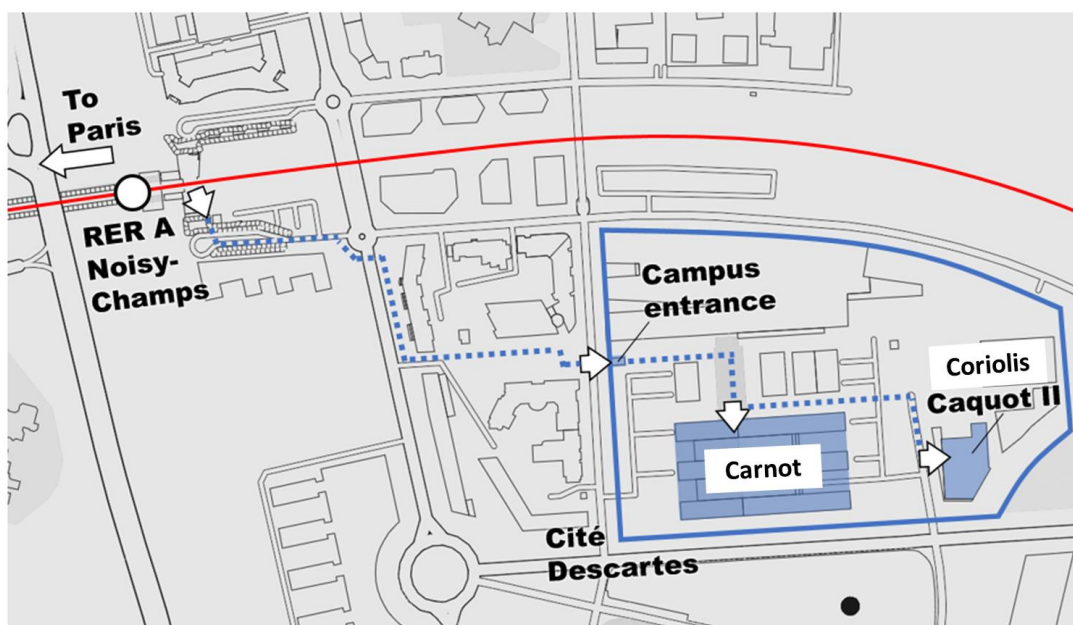 To
Paris
RER A
Noisy-
Champs
Campus
entrance
Coriolis
Caquot II
Carnot
Cité
Descartes